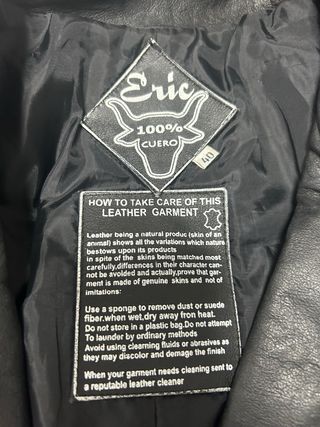 Eric
100%
CUERO
40
HOW TO TAKE CARE OF THIS
LEATHER GARMENT
Leather being a natural produc (skin of an
animal) shows all the variations which nature
bestows upon its products
in spite of the skins being matched most
carefully,differences in their character can-
not be avoided and actually,prove that gar-
ment is made of genuine skins and not of
imitations:
Use a sponge to remove dust or suede
fiber.when wet,dry away fron heat.
Do not store in a plastic bag.Do not attempt
To launder by ordinary methods
Avoid using clearning fluids or abrasives as
they may discolor and demage the finish
When your garment needs cleaning sent to
a reputable leather cleaner